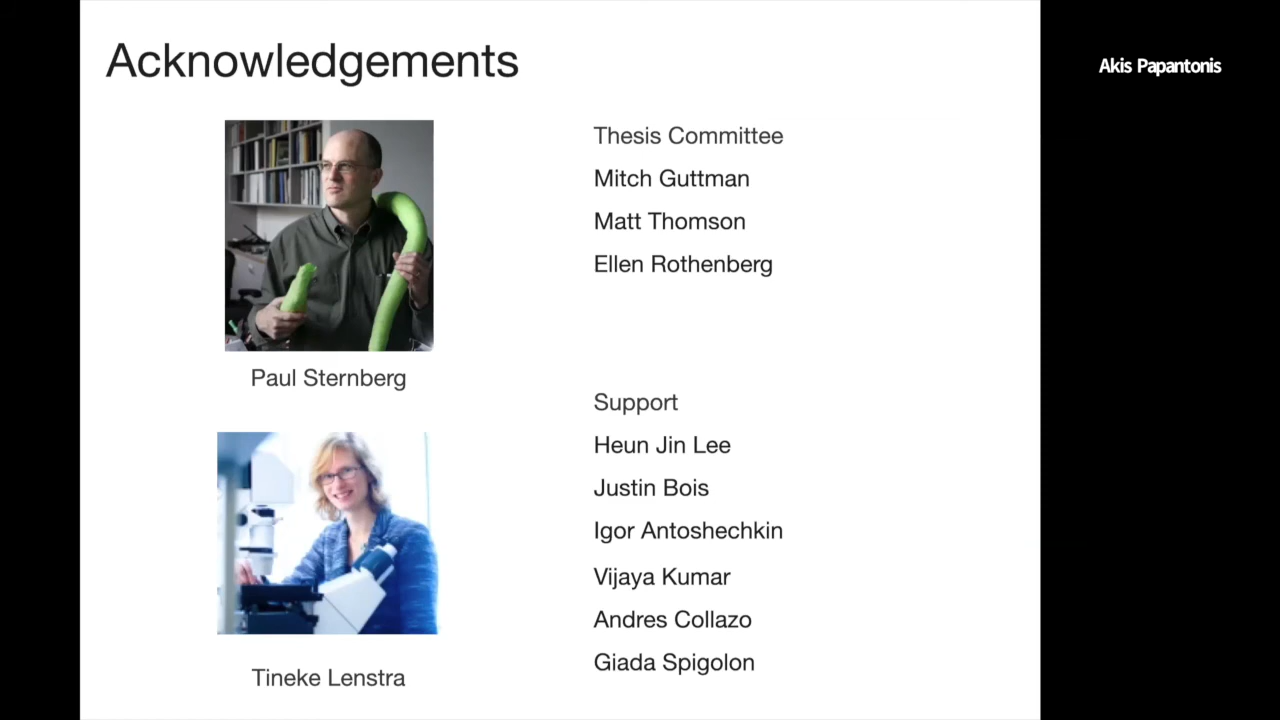 Acknowledgements
Akis Papantonis
Paul Sternberg
Tineke Lenstra
Thesis Committee
Mitch Guttman
Matt Thomson
Ellen Rothenberg
Support
Heun Jin Lee
Justin Bois
Igor Antoshechkin
Vijaya Kumar
Andres Collazo
Giada Spigolon